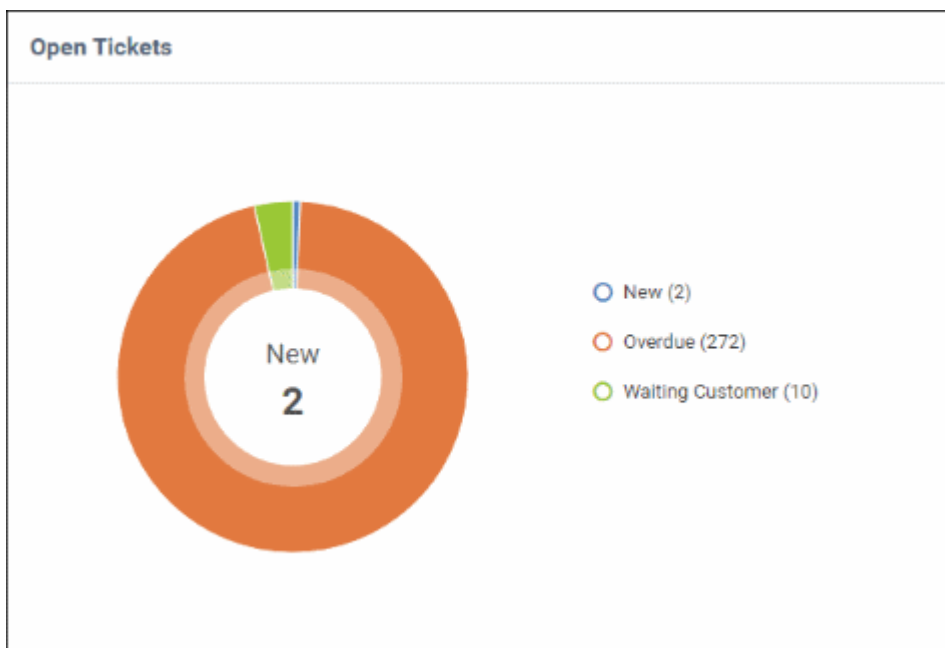 Open Tickets
New
2
New (2)
Overdue (272)
Waiting Customer (10)